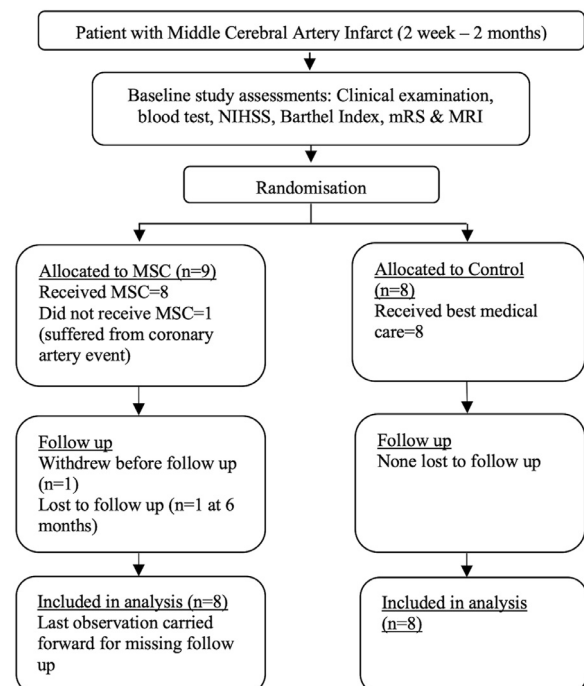 Patient with Middle Cerebral Artery Infarct (2 week – 2 months)
Baseline study assessments: Clinical examination,
blood test, NIHSS, Barthel Index, mRS & MRI
Randomisation
Allocated to MSC (n=9)
Received MSC=8
Did not receive MSC=1
(suffered from coronary
artery event)
Allocated to Control
(n=8)
Received best medical
care=8
Follow up
Withdrew before follow up
(n=1)
Lost to follow up (n=1 at 6
months)
Follow up
None lost to follow up
Included in analysis (n=8)
Last observation carried
forward for missing follow
up
Included in analysis
(n=8)